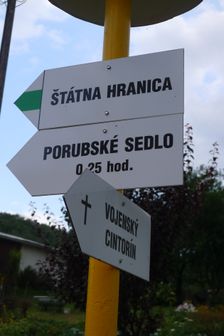 ŠTÁTNA HRANICA
PORUBSKÉ SEDLO
0.25 hod.
VOJENSKÝ
CINTORÍN